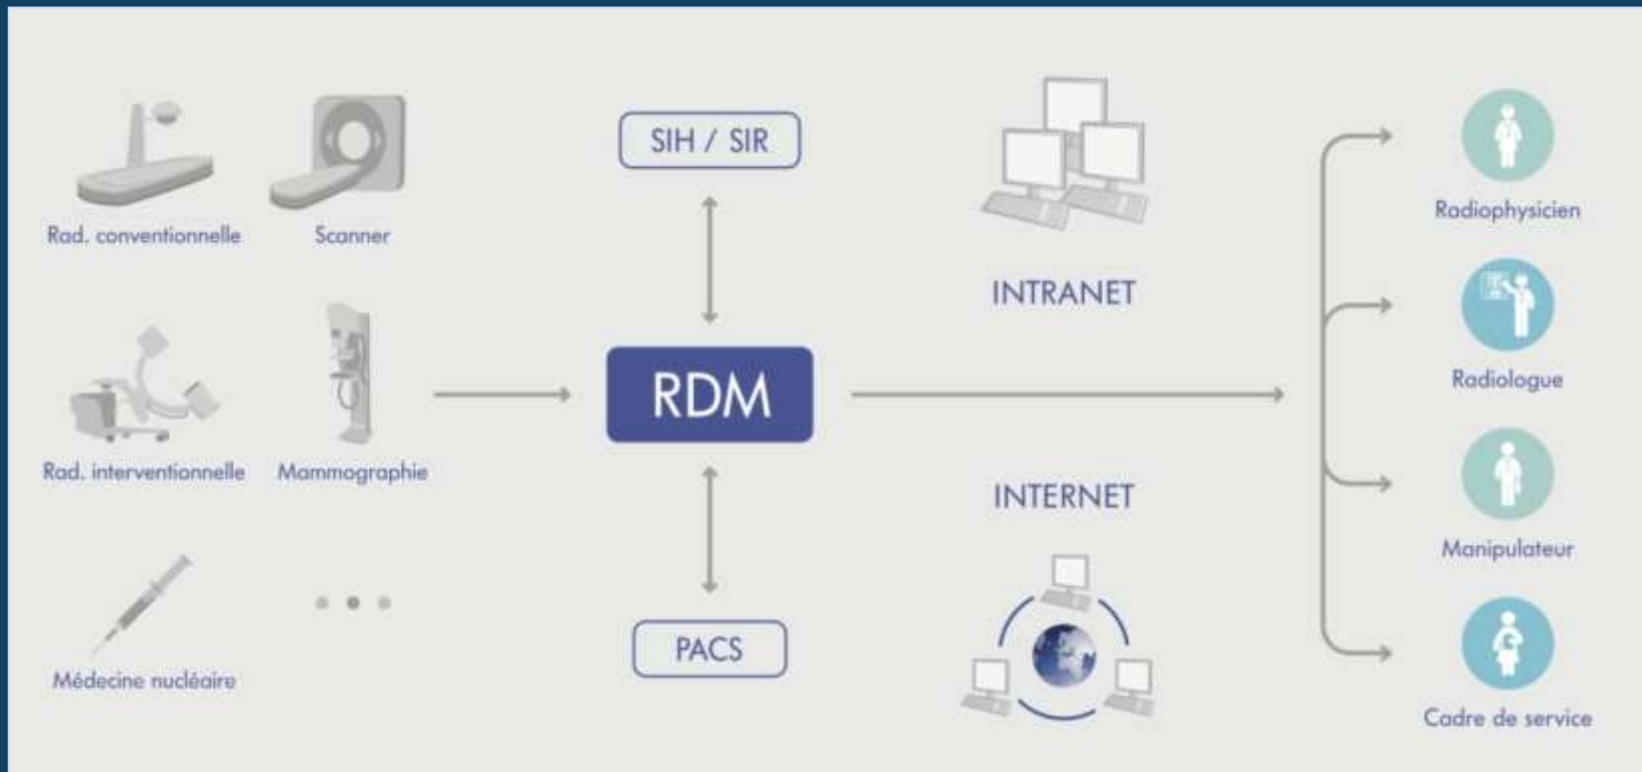 Rad. conventionnelle
Scanner
Rad. interventionnelle
Mammographie
Médecine nucléaire
SIH / SIR
RDM
PACS
INTRANET
INTERNET
Radiophysicien
Radiologue
Manipulateur
Cadre de service